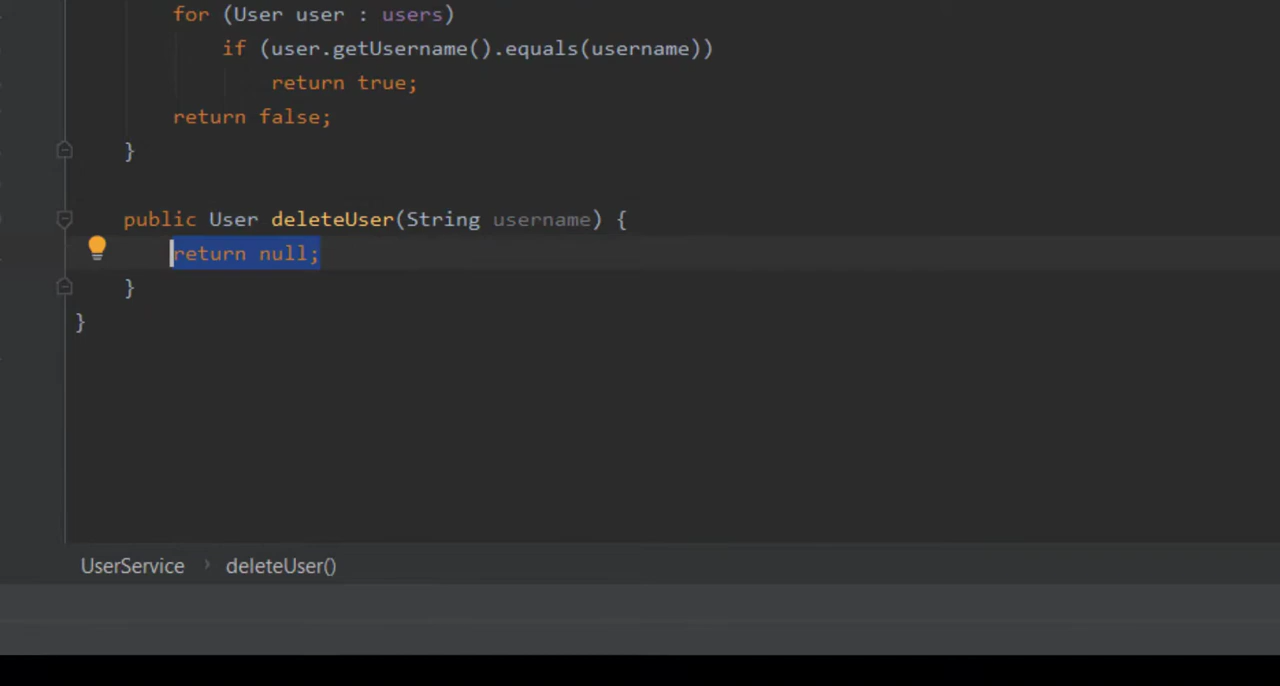 for (User user : users)
if (user.getUsername().equals(username))
return true;
return false;
}
public User deleteUser(String username) {
return null;
}
}
UserService › deleteUser()